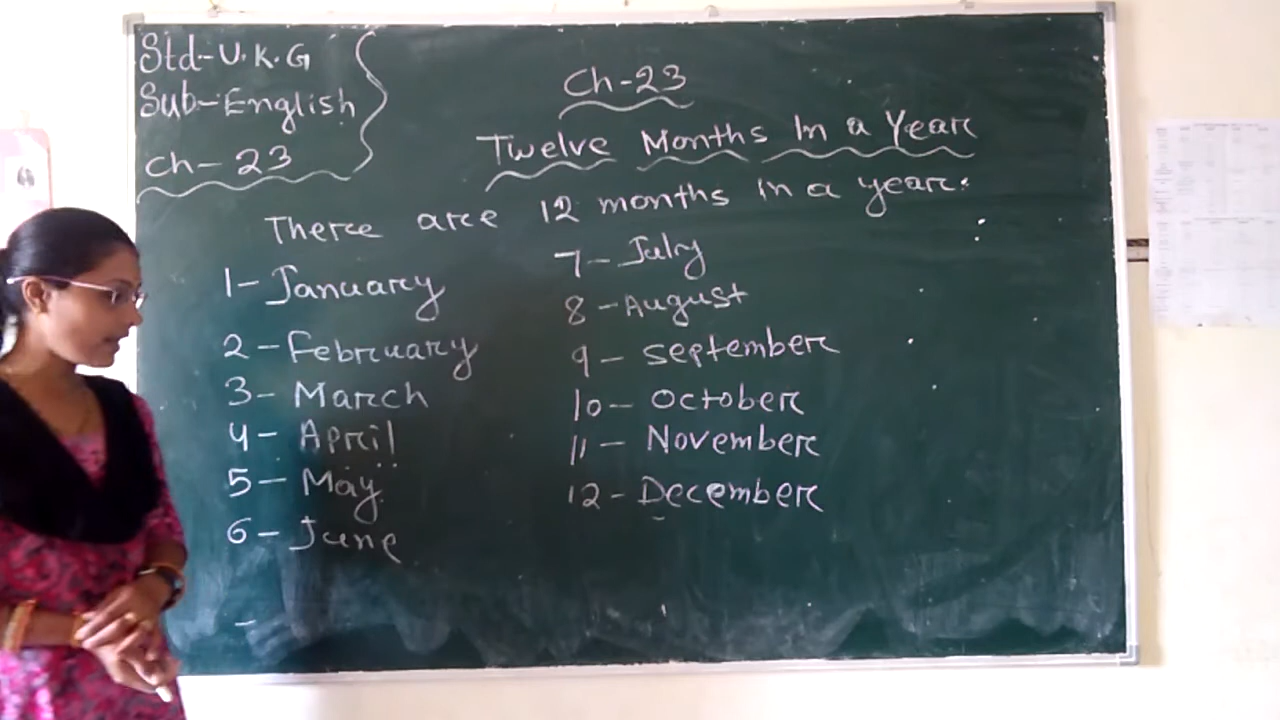 Std-U.K.G
Sub-English
Ch-23
Ch-23
Twelve Months In a Year
There are 12 months in a year.
1-January
2-February
3-March
4-April
5-May
6-June
7-July
8-August
9-September
10-October
11-November
12-December